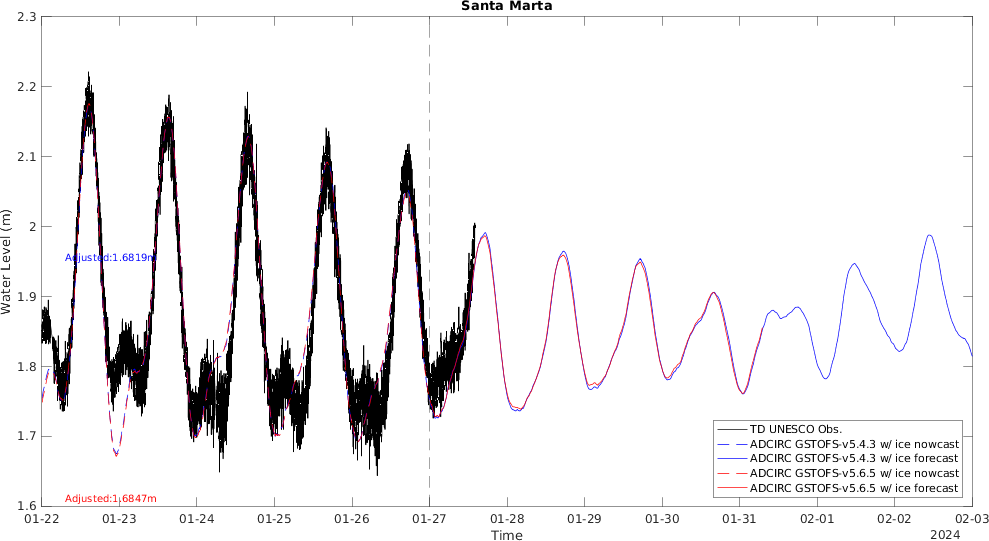 Santa Marta
Water Level (m)
2.3
2.2
2.1
2
1.9
1.8
1.7
1.6
Adjusted:1.6819m
Adjusted:1.6847m
TD UNESCO Obs.
ADCIRC GSTOFS-v5.4.3 w/ ice nowcast
ADCIRC GSTOFS-v5.4.3 w/ ice forecast
ADCIRC GSTOFS-v5.6.5 w/ ice nowcast
ADCIRC GSTOFS-v5.6.5 w/ ice forecast
01-22 01-23 01-24 01-25 01-26 01-27 01-28 01-29 01-30 01-31 02-01 02-02 02-03
Time
2024